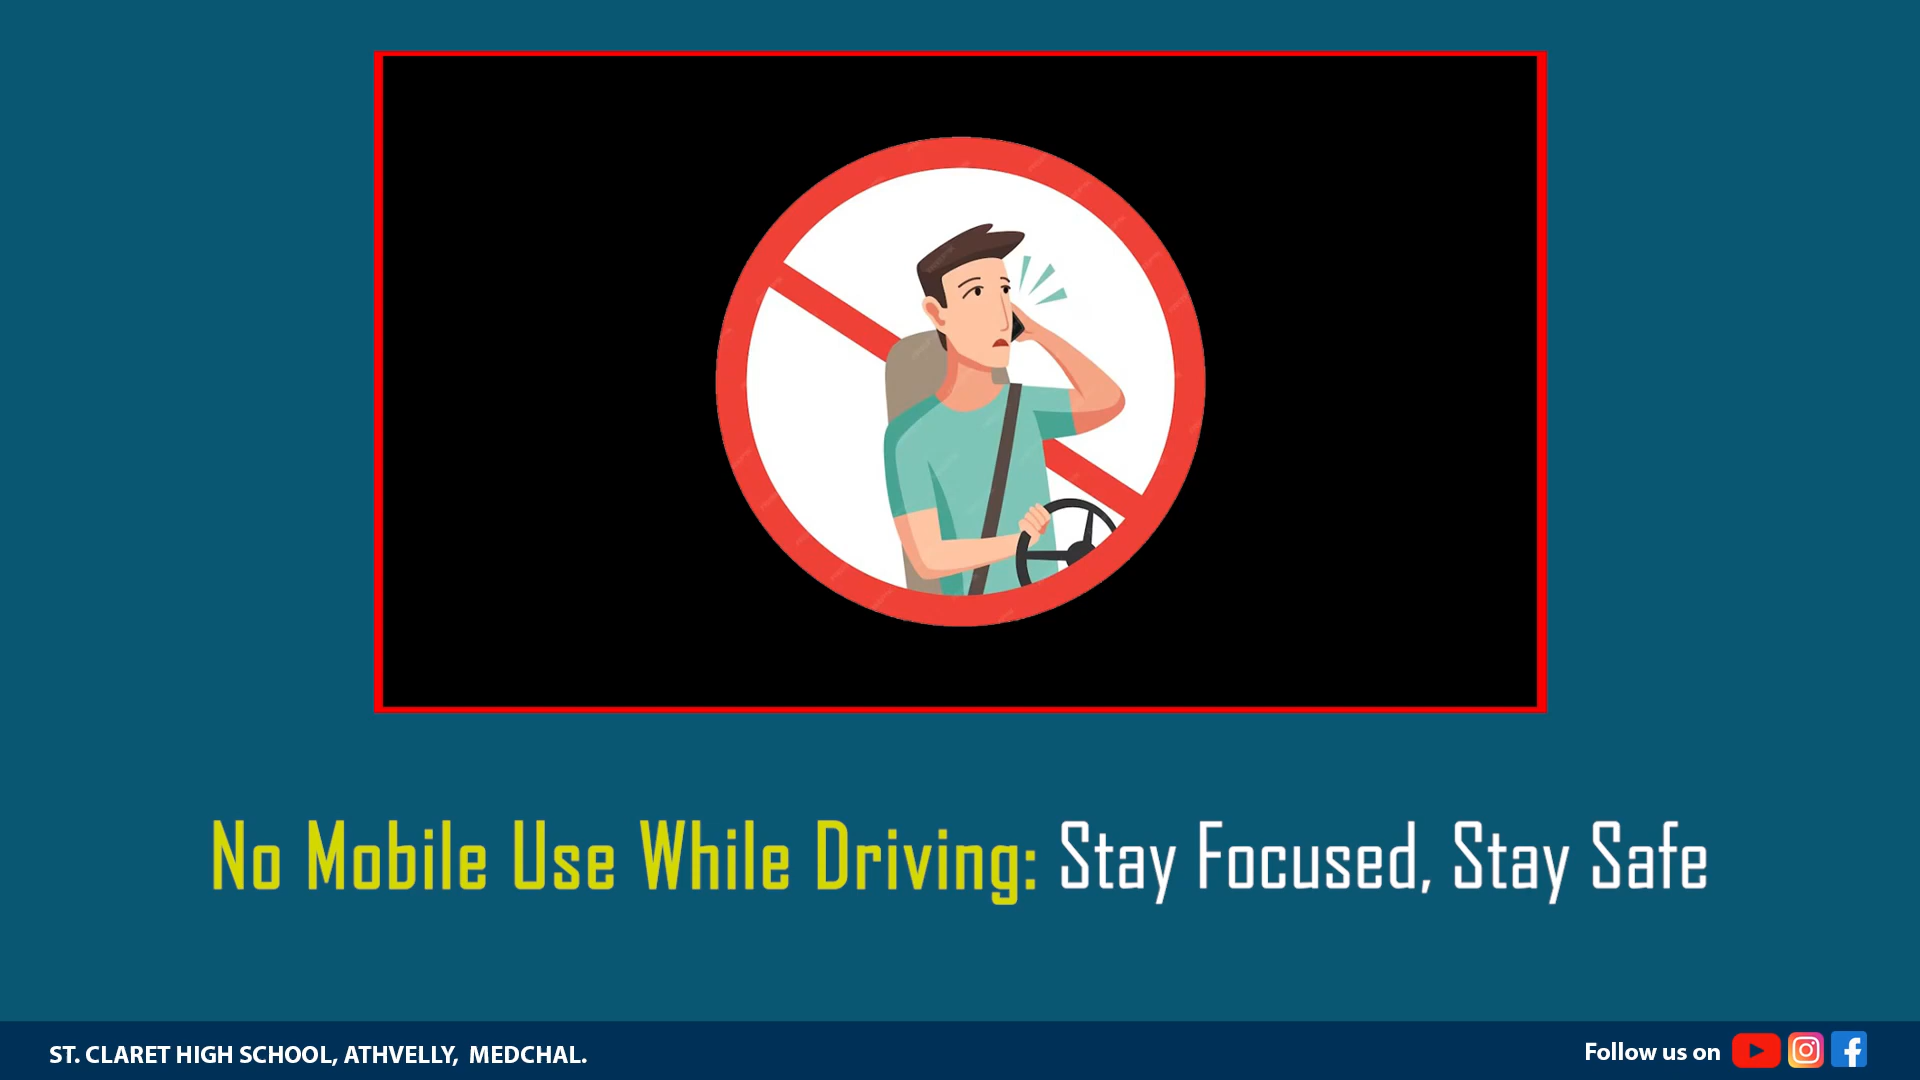 No Mobile Use While Driving: Stay Focused, Stay Safe
ST. CLARET HIGH SCHOOL, ATHVELLY, MEDCHAL.
Follow us on